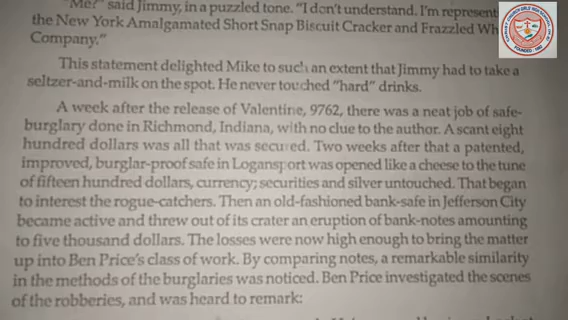 "Me?" said Jimmy, in a puzzled tone. "I don't understand. I'm
the New York Amalgamated Short Snap Biscuit Cracker and Frazzled
Company."
This statement delighted Mike to such an extent that Jimmy had to take a
seltzer-and-milk on the spot. He never touched "hard" drinks.
A week after the release of Valentine, 9762, there was a neat job of safe-
burglary done in Richmond, Indiana, with no clue to the author. A scant eight
hundred dollars was all that was secured. Two weeks after that a patented,
improved, burglar-proof safe in Logansport was opened like a cheese to the tune
of fifteen hundred dollars, currency; securities and silver untouched. That began
to interest the rogue-catchers. Then an old-fashioned bank-safe in Jefferson City
became active and threw out of its crater an eruption of bank-notes amounting
to five thousand dollars. The losses were now high enough to bring the matter
up into Ben Price's class of work. By comparing notes, a remarkable similarity
in the methods of the burglaries was noticed. Ben Price investigated the scenes
of the robberies, and was heard to remark: